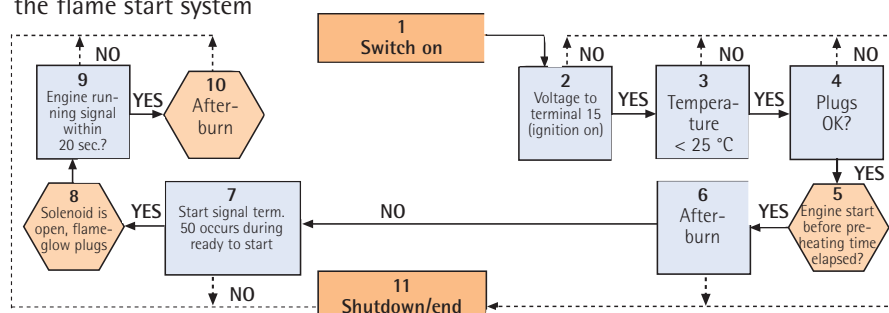 the flame start system
1
Switch on
NO
NO
NO
NO
9
Engine run-
ning signal
within
20 sec.?
YES
10
After-
burn
2
Voltage to
terminal 15
(ignition on)
YES
3
Tempera-
ture
< 25 °C
YES
4
Plugs
OK?
YES
8
Solenoid is
open, flame-
glow plugs
YES
7
Start signal term.
50 occurs during
ready to start
NO
6
After-
burn
YES
5
Engine start
before pre-
heating time
elapsed?
NO
11
Shutdown/end